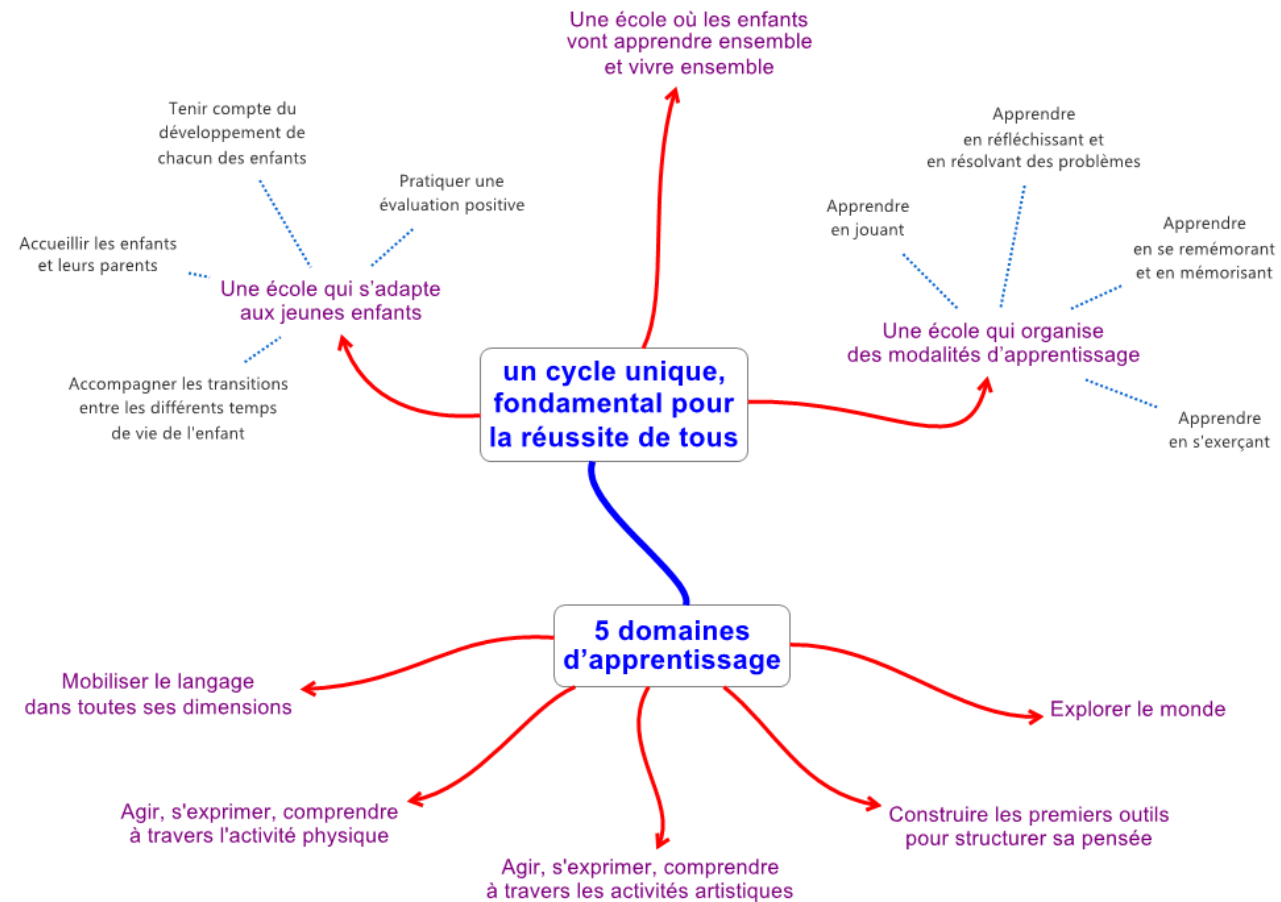 Une école où les enfants
vont apprendre ensemble
et vivre ensemble
Tenir compte du
développement de
chacun des enfants
Pratiquer une
évaluation positive
Accueillir les enfants
et leurs parents
Une école qui s’adapte
aux jeunes enfants
Accompagner les transitions
entre les différents temps
de vie de l'enfant
Apprendre
en réfléchissant et
en résolvant des problèmes
Apprendre
en jouant
Apprendre
en se remémorant
et en mémorisant
Une école qui organise
des modalités d’apprentissage
Apprendre
en s'exerçant
un cycle unique,
fondamental pour
la réussite de tous
5 domaines
d’apprentissage
Mobiliser le langage
dans toutes ses dimensions
Agir, s'exprimer, comprendre
à travers l'activité physique
Agir, s'exprimer, comprendre
à travers les activités artistiques
Construire les premiers outils
pour structurer sa pensée
Explorer le monde